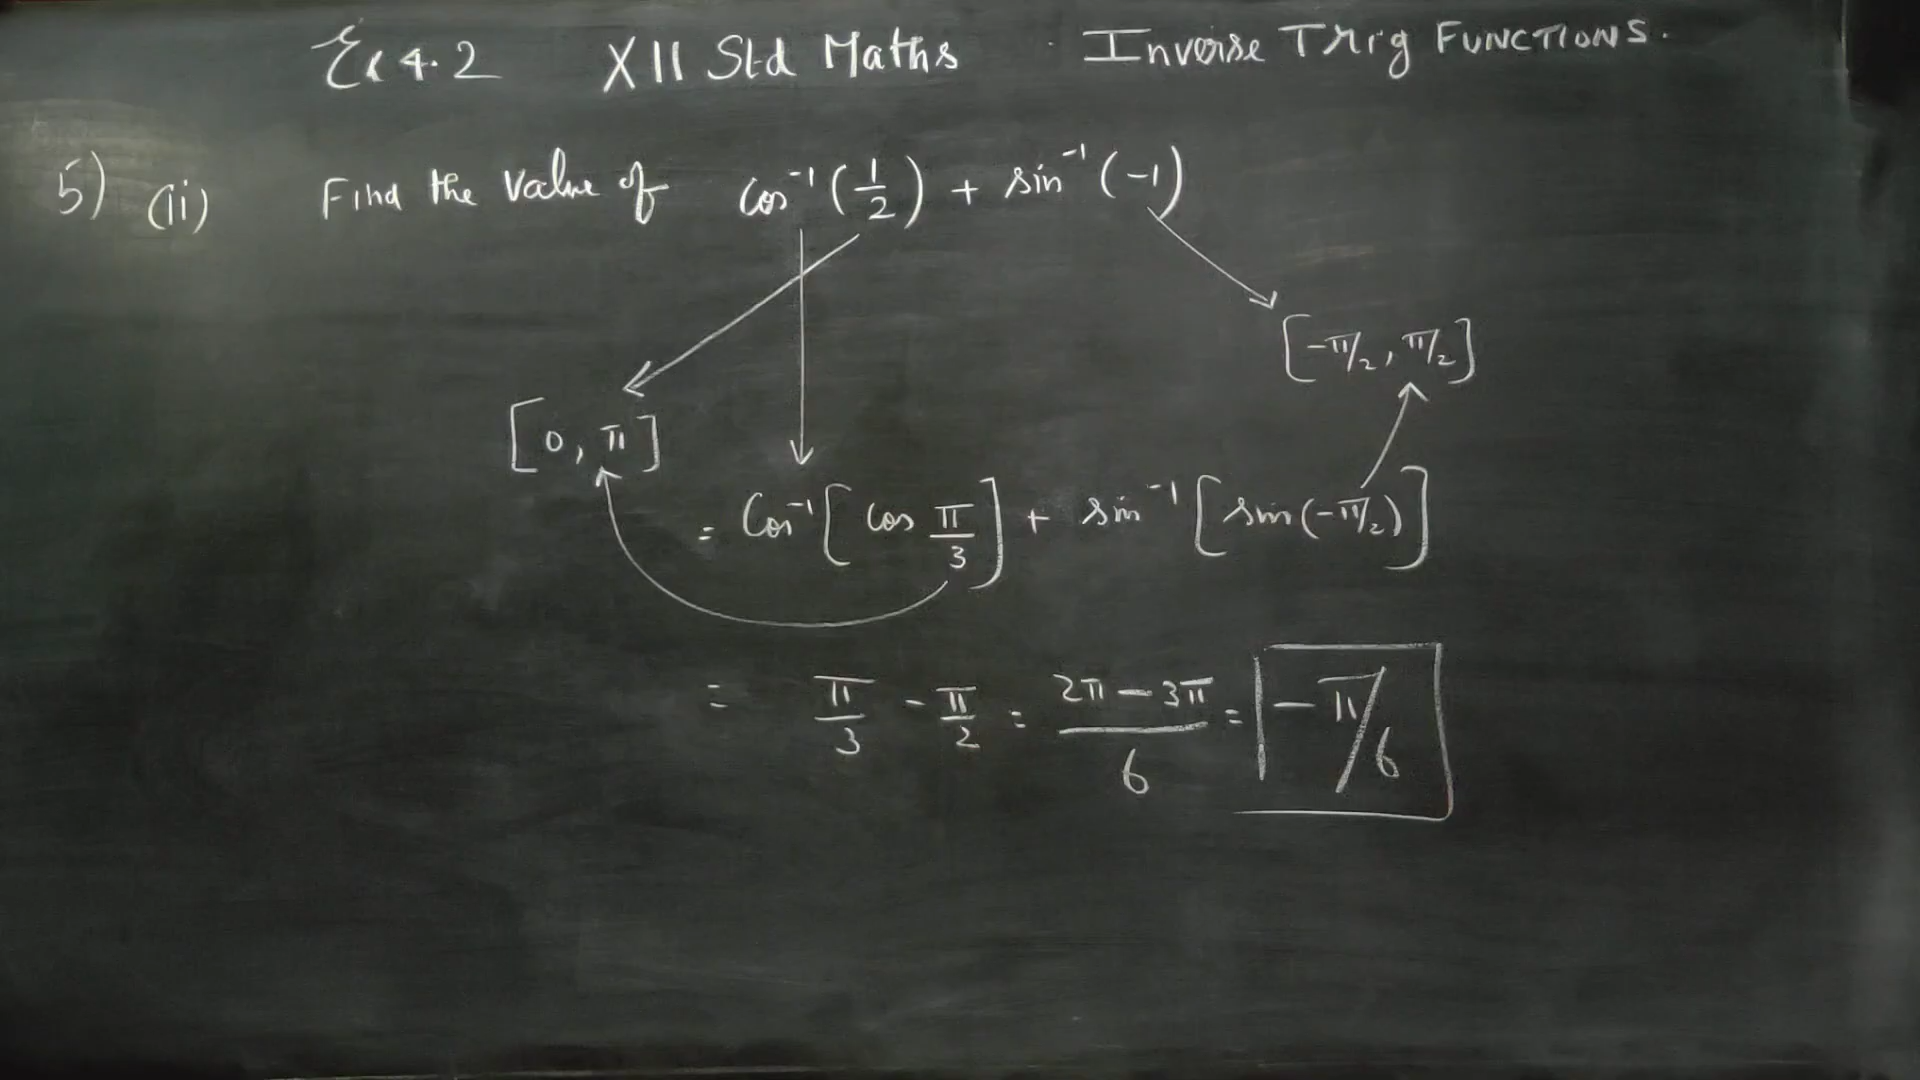 Ex 4.2 XII Std Maths Inverse Trig FUNCTIONS.
5) (ii) Find the Value of cos⁻¹(1/2) + sin⁻¹(-1)
[-π/2, π/2]
[0, π]
= Cos⁻¹[cos π/3] + sin⁻¹[sin(-π/2)]
= π/3 - π/2 = (2π - 3π)/6 = -π/6